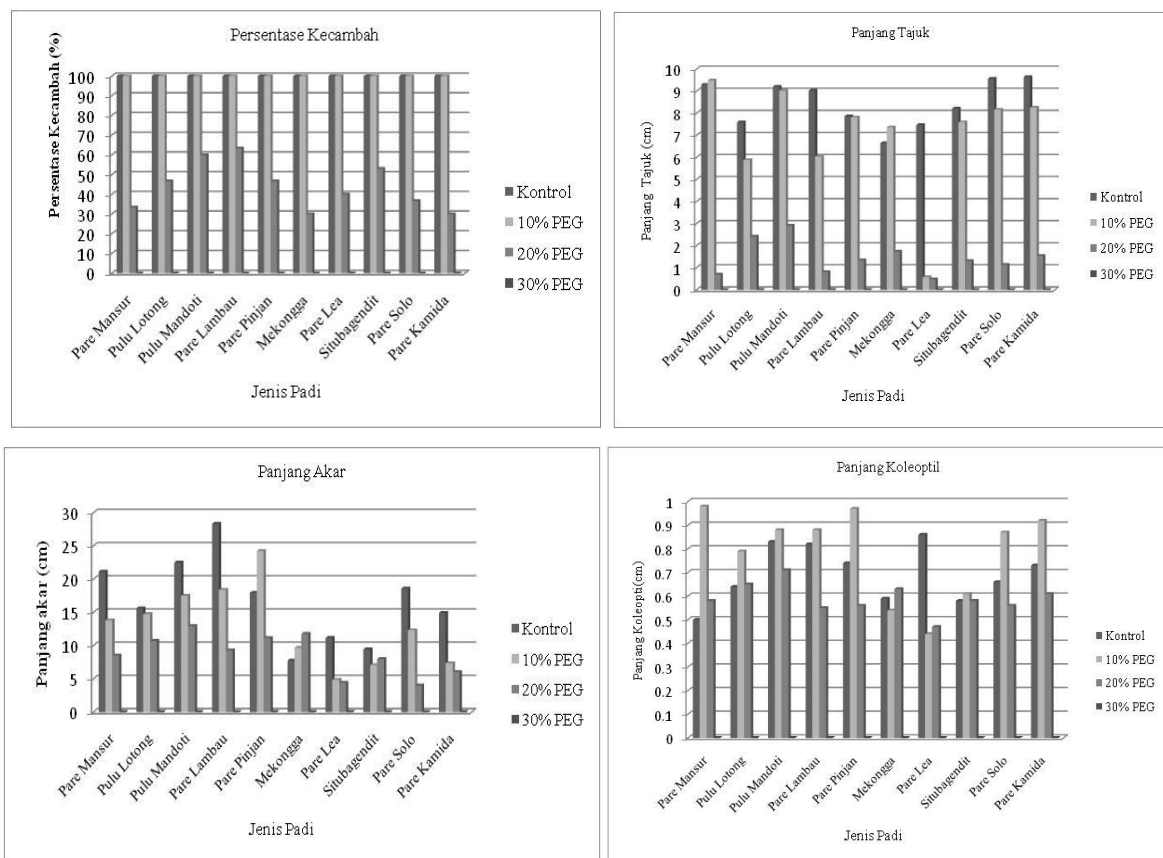 Persentase Kecambah
Persentase Kecambah (%)
100
90
80
70
60
50
40
30
20
10
0
Pare Mansur
Pulu Lotong
Pulu Mandoti
Pare Lambau
Pare Pinjan
Mekongga
Pare Lea
Situbagendit
Pare Solo
Pare Kamida
Jenis Padi
Kontrol
10% PEG
20% PEG
30% PEG
Panjang Tajuk
Panjang Tajuk (cm)
10
9
8
7
6
5
4
3
2
1
0
Pare Mansur
Pulu Lotong
Pulu Mandoti
Pare Lambau
Pare Pinjan
Mekongga
Pare Lea
Situbagendit
Pare Solo
Pare Kamida
Jenis Padi
Kontrol
10% PEG
20% PEG
30% PEG
Panjang Akar
Panjang akar (cm)
30
25
20
15
10
5
0
Pare Mansur
Pulu Lotong
Pulu Mandoti
Pare Lambau
Pare Pinjan
Mekongga
Pare Lea
Situbagendit
Pare Solo
Pare Kamida
Jenis Padi
Kontrol
10% PEG
20% PEG
30% PEG
Panjang Koleoptil
Panjang Koleopti(cm)
1
0.9
0.8
0.7
0.6
0.5
0.4
0.3
0.2
0.1
0
Pare Mansur
Pulu Lotong
Pulu Mandoti
Pare Lambau
Pare Pinjan
Mekongga
Pare Lea
Situbagendit
Pare Solo
Pare Kamida
Jenis Padi
Kontrol
10% PEG
20% PEG
30% PEG